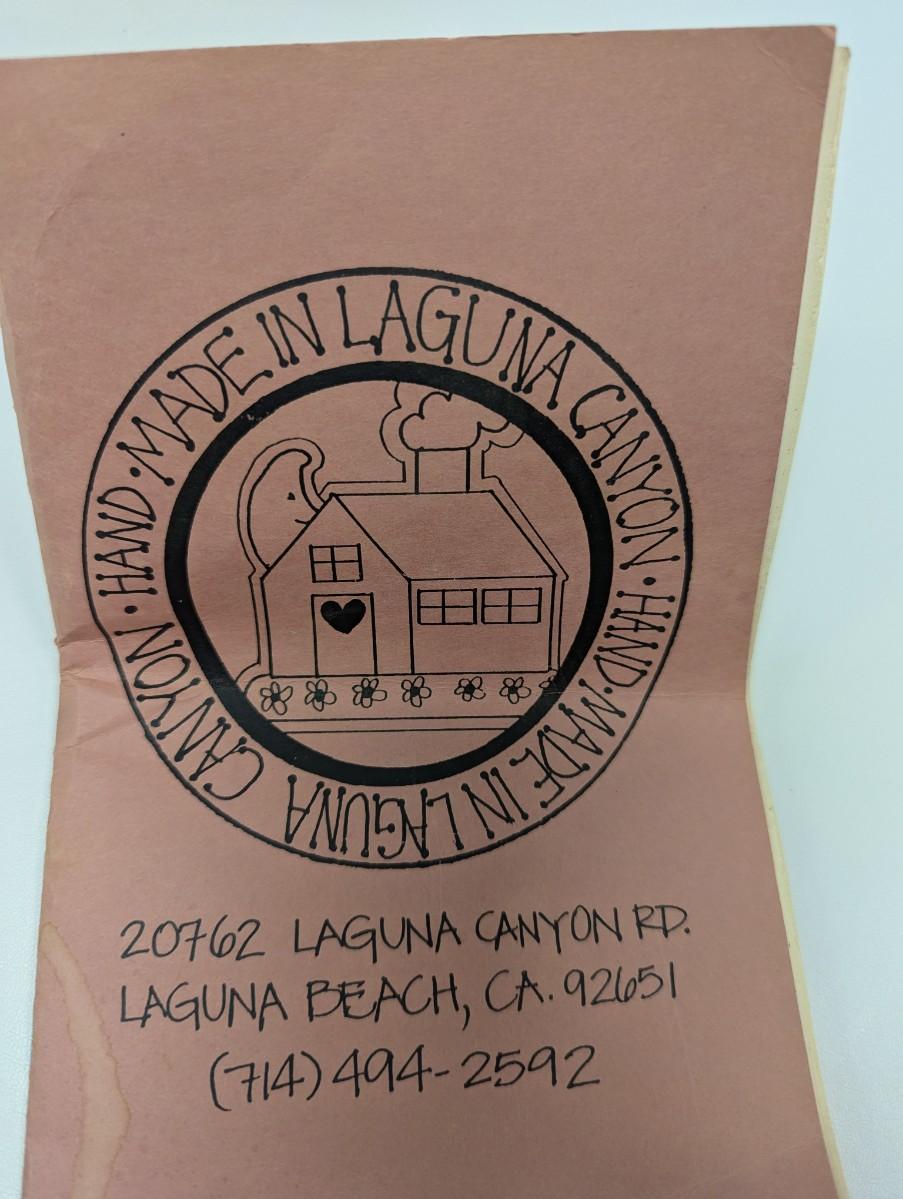 HAND • MADE IN LAGUNA CANYON • HAND • MADE IN LAGUNA CANYON •
20762 LAGUNA CANYON RD.
LAGUNA BEACH, CA. 92651
(714) 494-2592